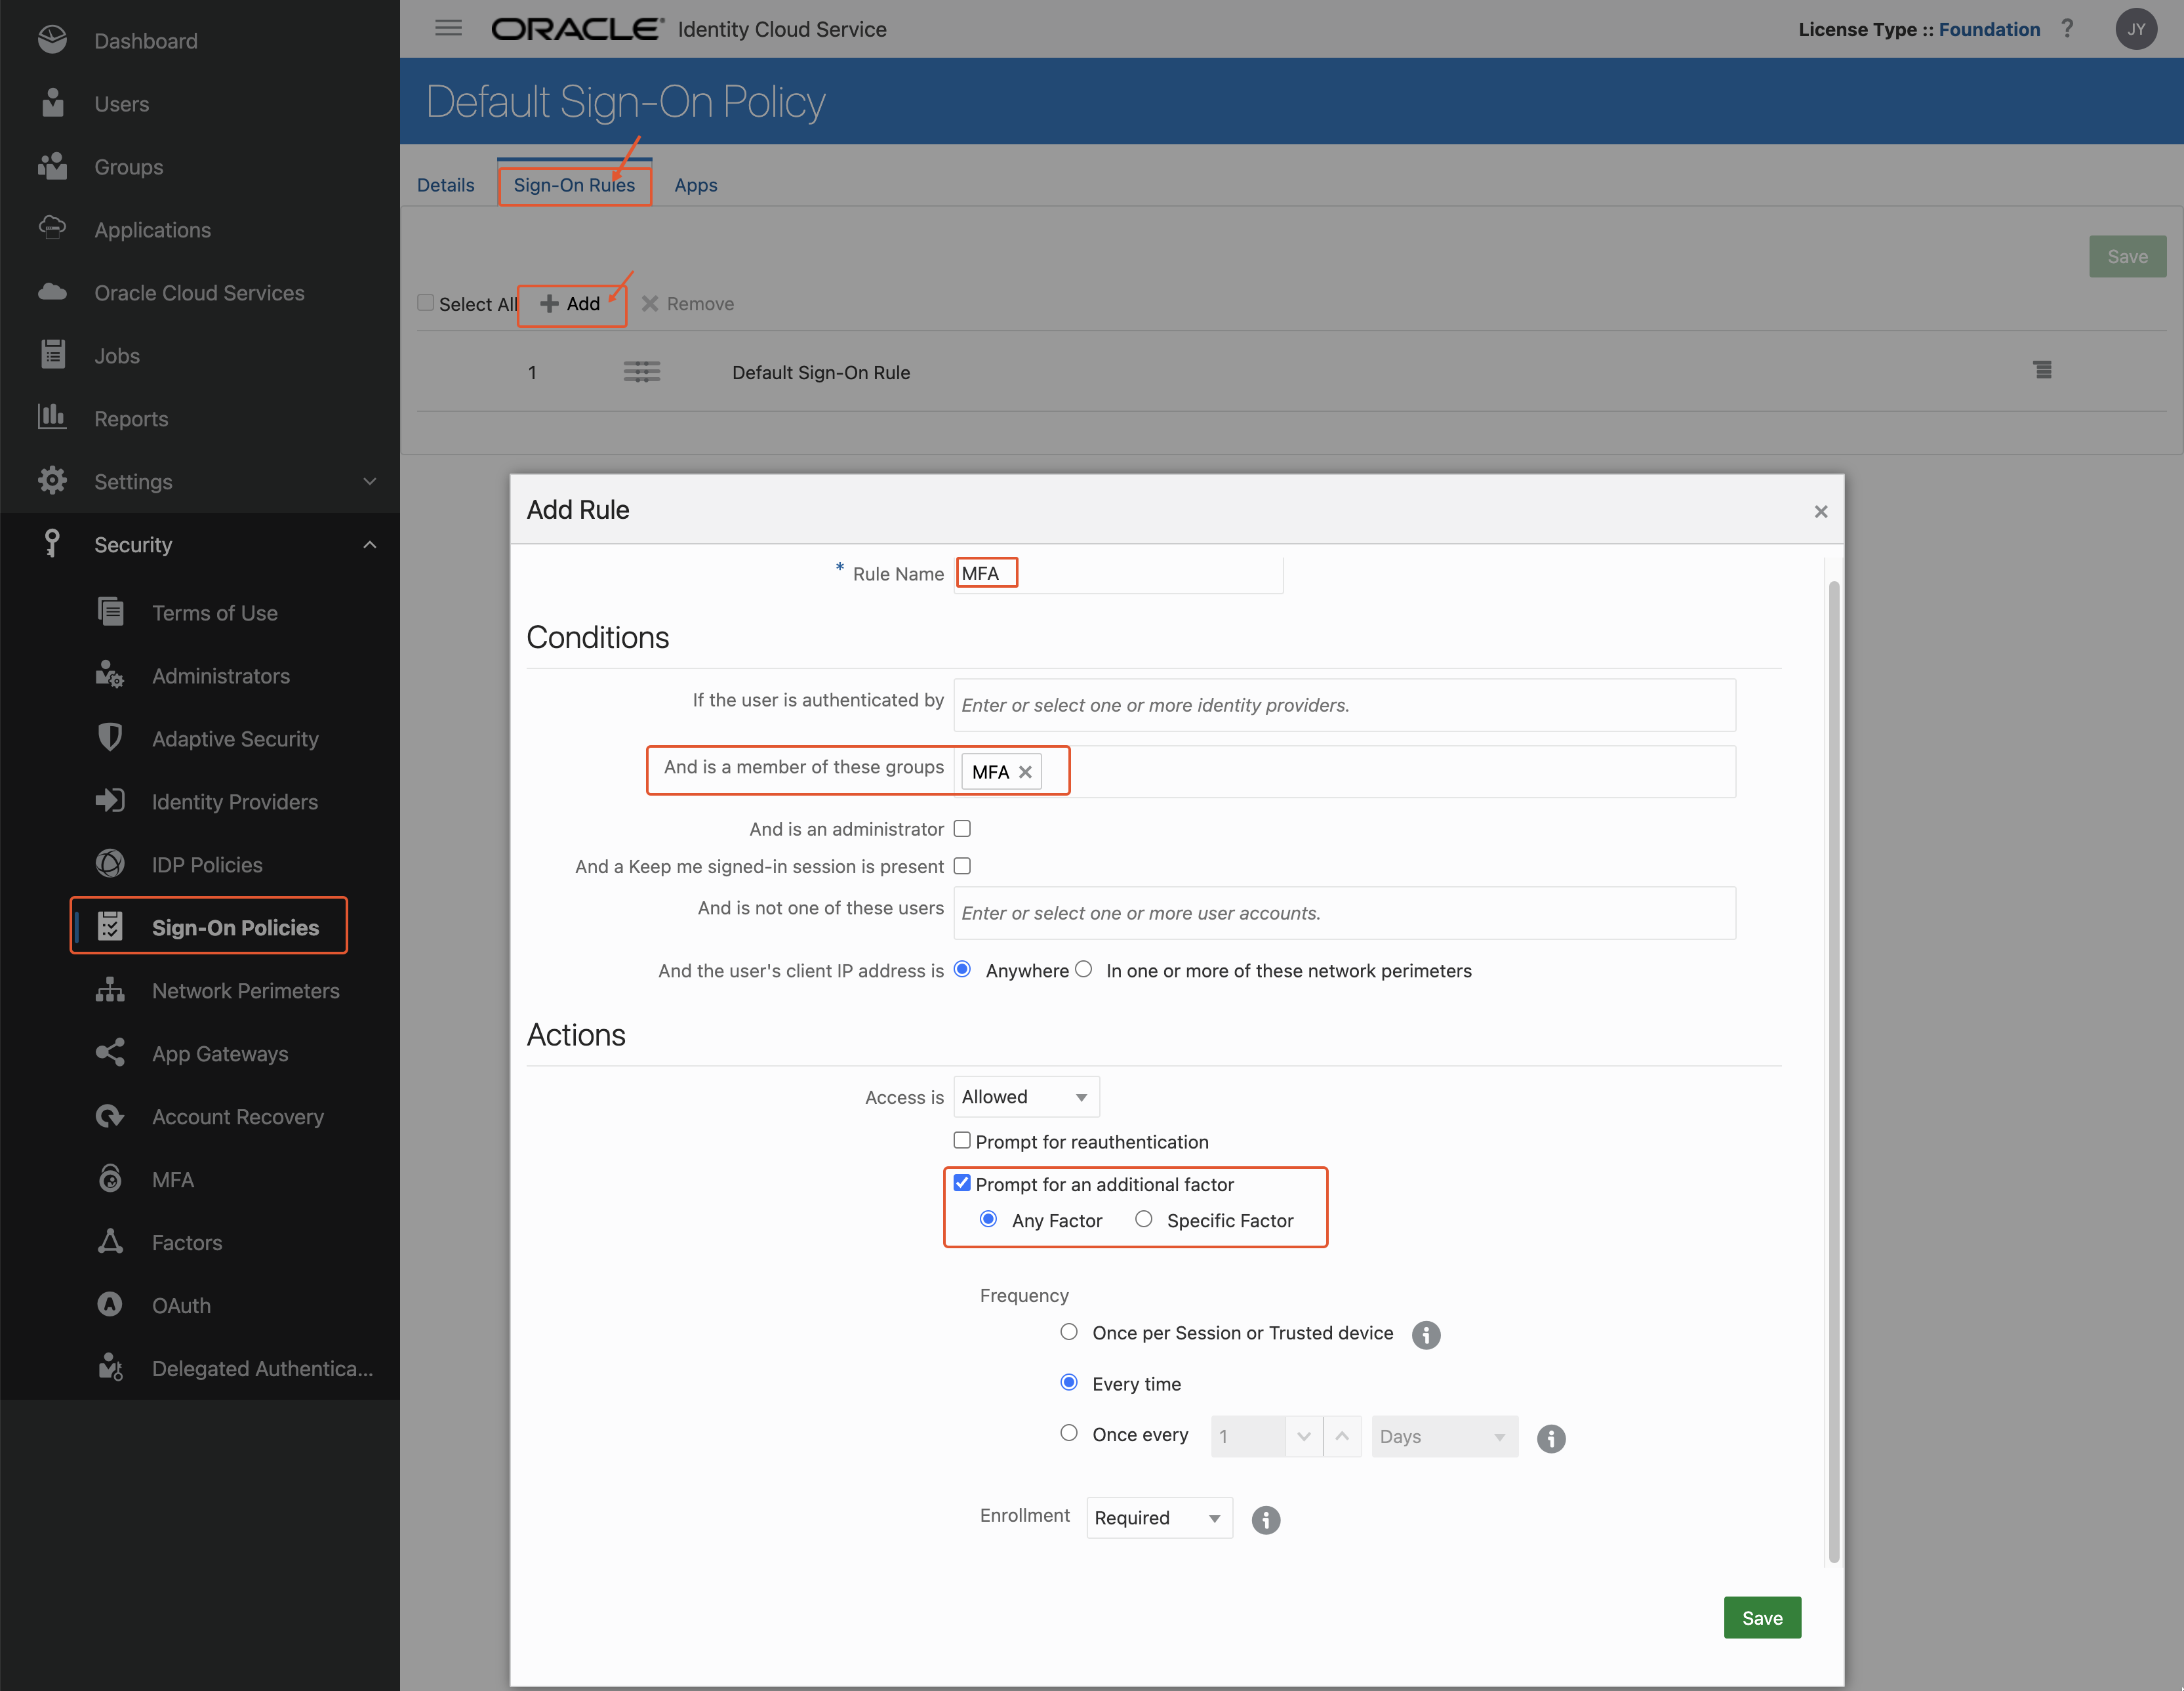 Dashboard
Users
Groups
Applications
Oracle Cloud Services
Jobs
Reports
Settings
Security
Terms of Use
Administrators
Adaptive Security
Identity Providers
IDP Policies
Sign-On Policies
Network Perimeters
App Gateways
Account Recovery
MFA
Factors
OAuth
Delegated Authentica...
ORACLE® Identity Cloud Service
License Type :: Foundation ? JY
Default Sign-On Policy
Details Sign-On Rules Apps
Save
Select All Add Remove
1 Default Sign-On Rule
Add Rule
* Rule Name MFA
Conditions
If the user is authenticated by Enter or select one or more identity providers.
And is a member of these groups MFA
And is an administrator
And a Keep me signed-in session is present
And is not one of these users Enter or select one or more user accounts.
And the user's client IP address is Anywhere In one or more of these network perimeters
Actions
Access is Allowed
Prompt for reauthentication
Prompt for an additional factor
Any Factor Specific Factor
Frequency
Once per Session or Trusted device
Every time
Once every 1 Days
Enrollment Required
Save